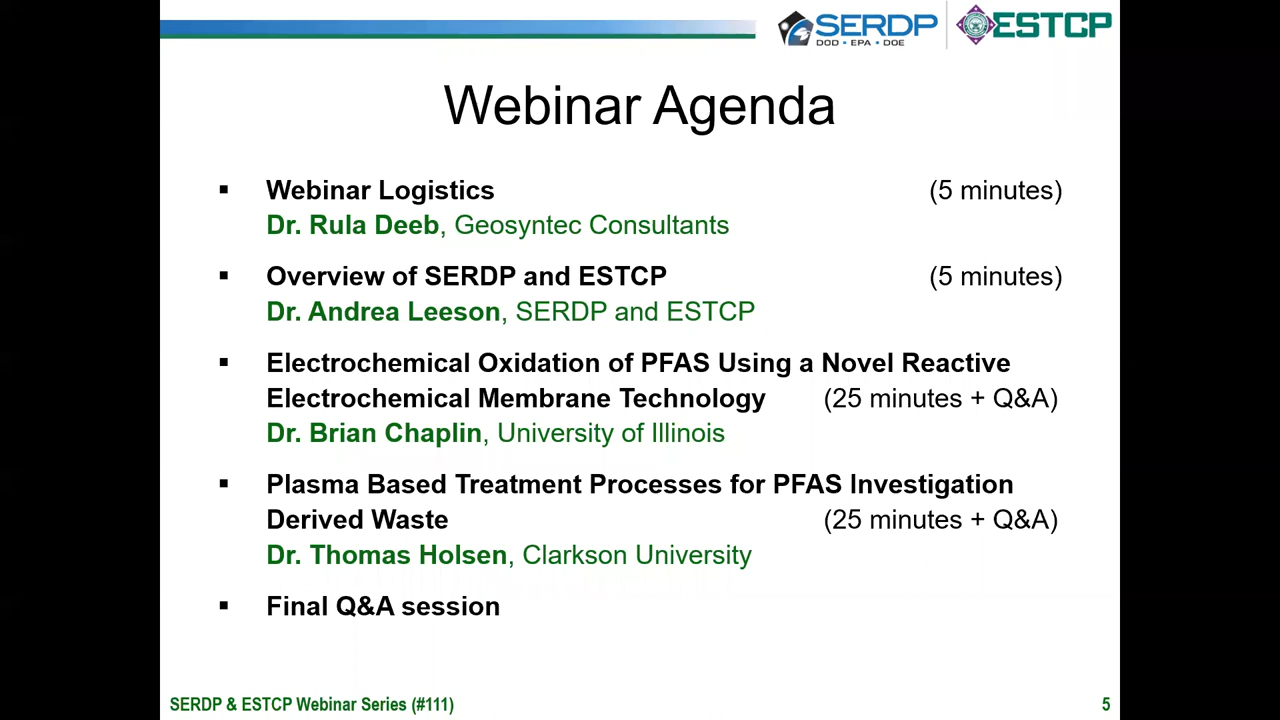 SERDP
DOD • EPA • DOE
ESTCP
Webinar Agenda
▪ Webinar Logistics (5 minutes)
Dr. Rula Deeb, Geosyntec Consultants
▪ Overview of SERDP and ESTCP (5 minutes)
Dr. Andrea Leeson, SERDP and ESTCP
▪ Electrochemical Oxidation of PFAS Using a Novel Reactive
Electrochemical Membrane Technology (25 minutes + Q&A)
Dr. Brian Chaplin, University of Illinois
▪ Plasma Based Treatment Processes for PFAS Investigation
Derived Waste (25 minutes + Q&A)
Dr. Thomas Holsen, Clarkson University
▪ Final Q&A session
SERDP & ESTCP Webinar Series (#111) 5